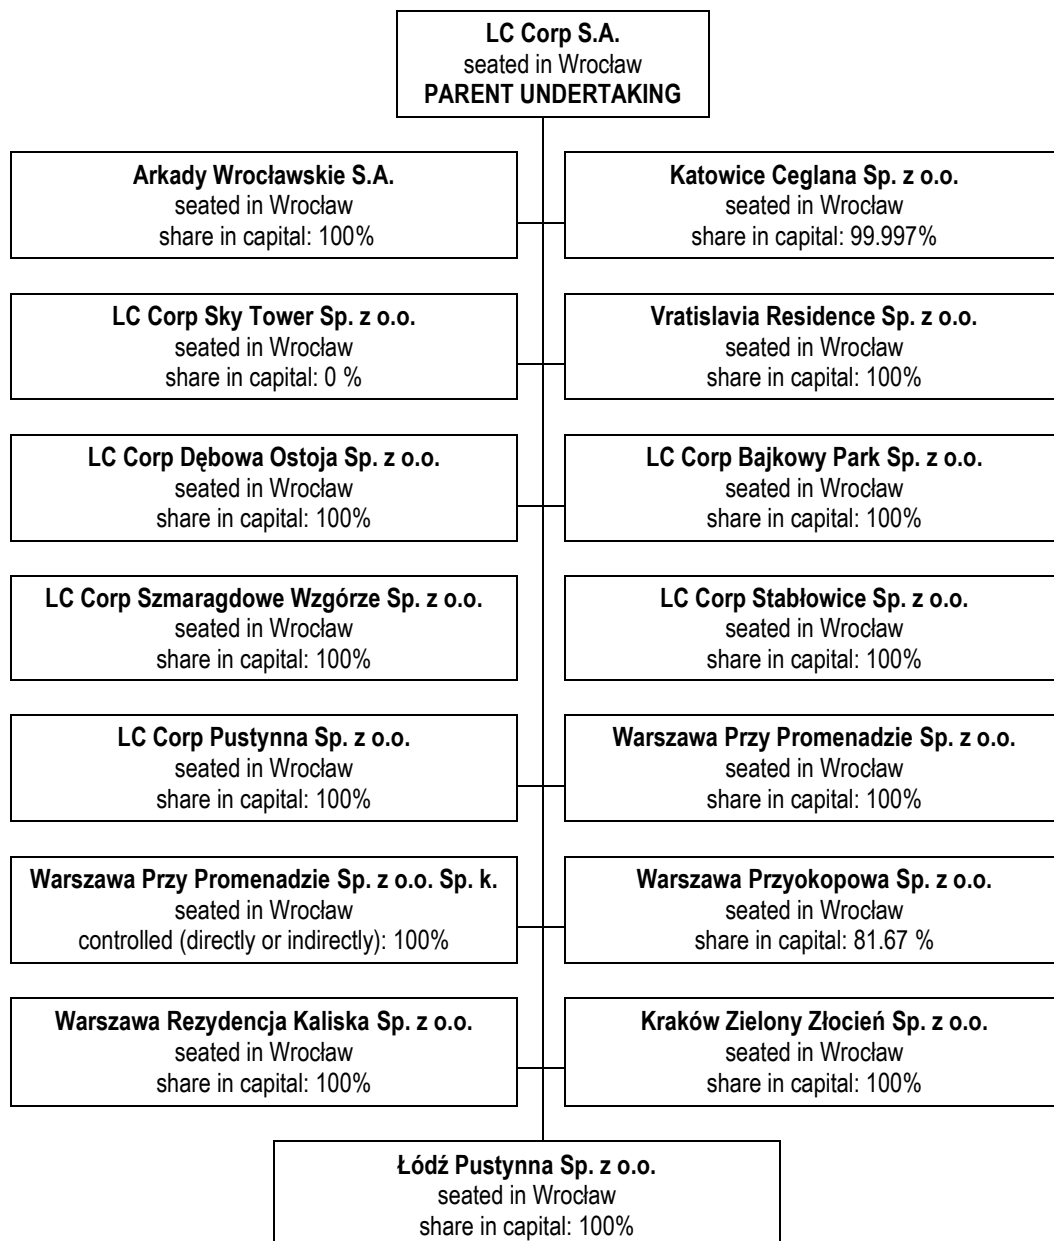 LC Corp S.A.
seated in Wrocław
PARENT UNDERTAKING
Arkady Wrocławskie S.A.
seated in Wrocław
share in capital: 100%
Katowice Ceglana Sp. z o.o.
seated in Wrocław
share in capital: 99.997%
LC Corp Sky Tower Sp. z o.o.
seated in Wrocław
share in capital: 0 %
Vratislavia Residence Sp. z o.o.
seated in Wrocław
share in capital: 100%
LC Corp Dębowa Ostoja Sp. z o.o.
seated in Wrocław
share in capital: 100%
LC Corp Bajkowy Park Sp. z o.o.
seated in Wrocław
share in capital: 100%
LC Corp Szmaragdowe Wzgórze Sp. z o.o.
seated in Wrocław
share in capital: 100%
LC Corp Stabłowice Sp. z o.o.
seated in Wrocław
share in capital: 100%
LC Corp Pustynna Sp. z o.o.
seated in Wrocław
share in capital: 100%
Warszawa Przy Promenadzie Sp. z o.o.
seated in Wrocław
share in capital: 100%
Warszawa Przy Promenadzie Sp. z o.o. Sp. k.
seated in Wrocław
controlled (directly or indirectly): 100%
Warszawa Przyokopowa Sp. z o.o.
seated in Wrocław
share in capital: 81.67 %
Warszawa Rezydencja Kaliska Sp. z o.o.
seated in Wrocław
share in capital: 100%
Kraków Zielony Złocień Sp. z o.o.
seated in Wrocław
share in capital: 100%
Łódź Pustynna Sp. z o.o.
seated in Wrocław
share in capital: 100%